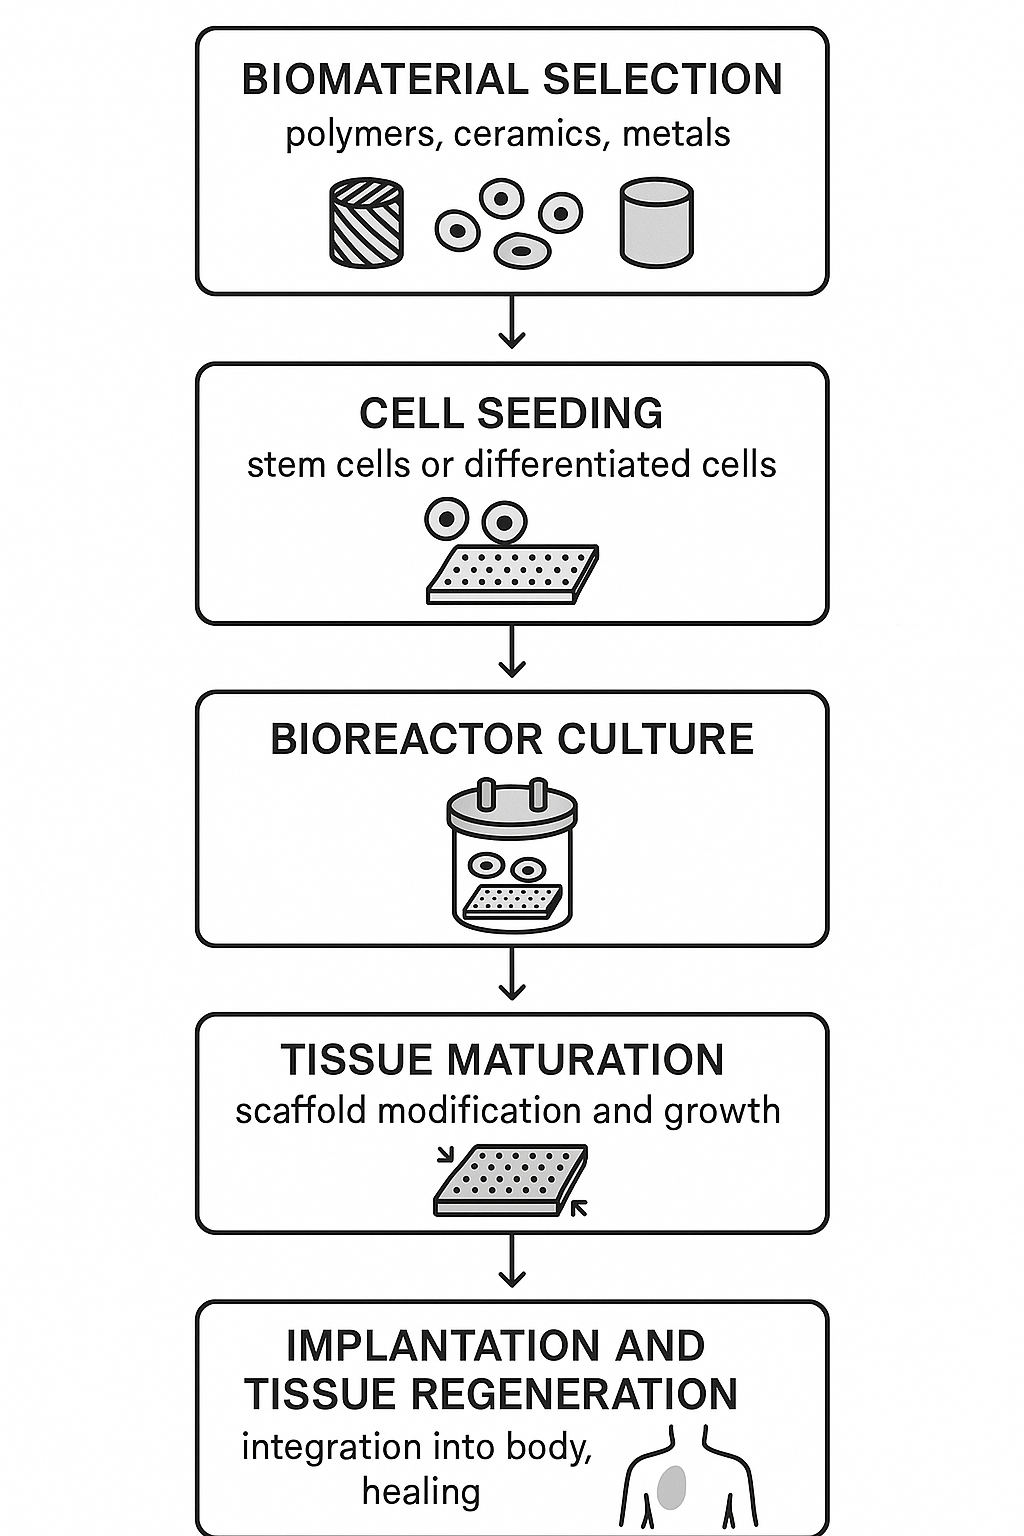 BIOMATERIAL SELECTION
polymers, ceramics, metals
CELL SEEDING
stem cells or differentiated cells
BIOREACTOR CULTURE
TISSUE MATURATION
scaffold modification and growth
IMPLANTATION AND
TISSUE REGENERATION
integration into body,
healing